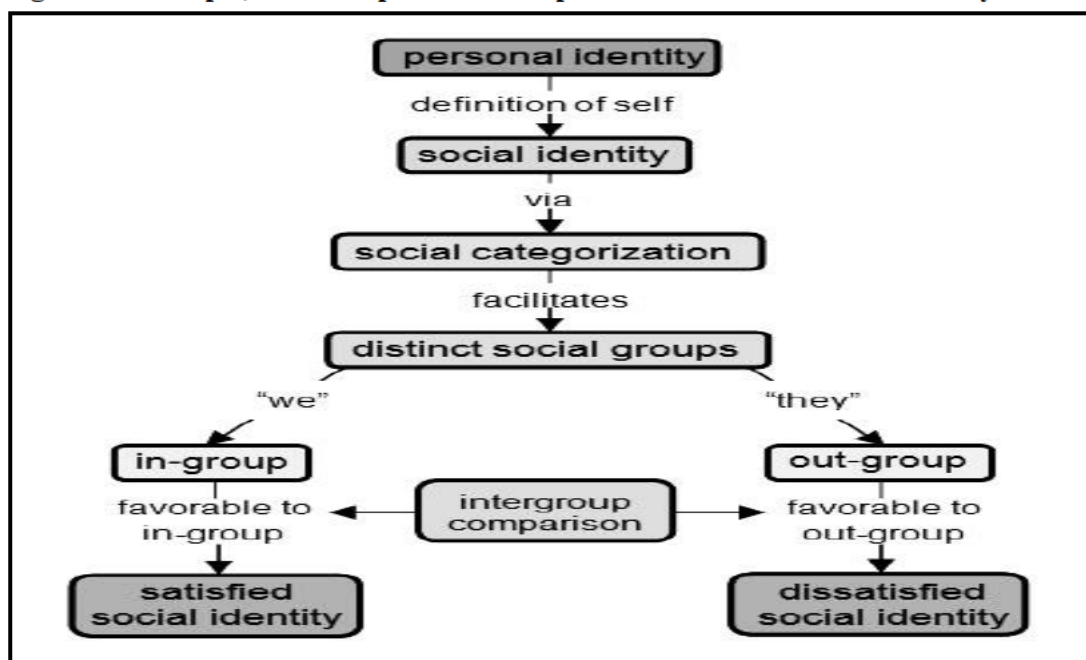 personal identity
definition of self
social identity
via
social categorization
facilitates
distinct social groups
“we”
“they”
in-group
out-group
favorable to
in-group
intergroup
comparison
favorable to
out-group
satisfied
social identity
dissatisfied
social identity